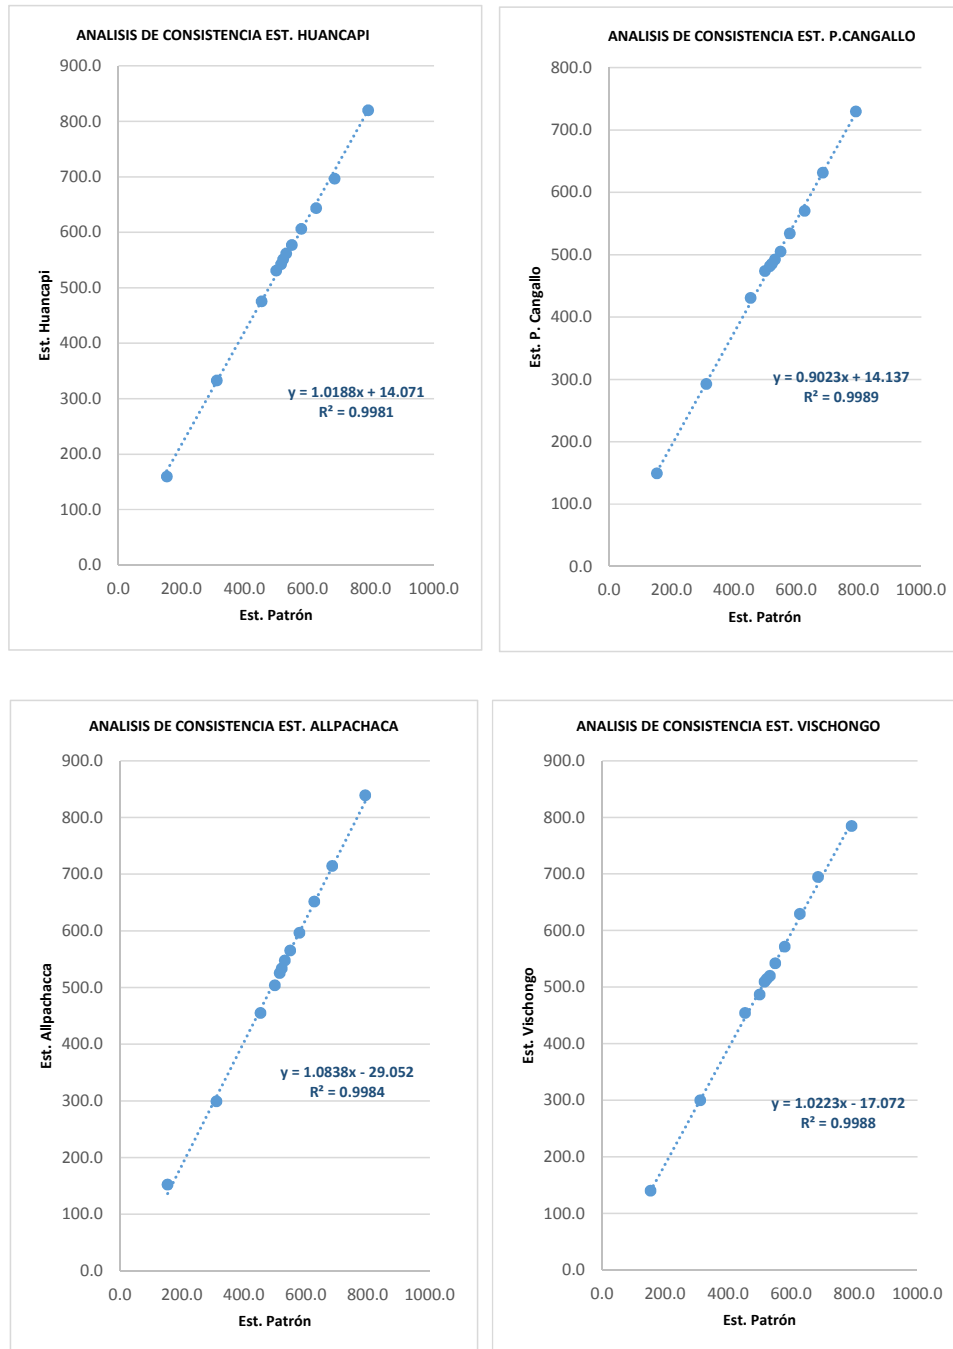 ANALISIS DE CONSISTENCIA EST. HUANCAPI
900.0
800.0
700.0
600.0
500.0
400.0
300.0
200.0
100.0
0.0
Est. Huancapi
y = 1.0188x + 14.071
R² = 0.9981
0.0 200.0 400.0 600.0 800.0 1000.0
Est. Patrón
ANALISIS DE CONSISTENCIA EST. P.CANGALLO
800.0
700.0
600.0
500.0
400.0
300.0
200.0
100.0
0.0
Est. P. Cangallo
y = 0.9023x + 14.137
R² = 0.9989
0.0 200.0 400.0 600.0 800.0 1000.0
Est. Patrón
ANALISIS DE CONSISTENCIA EST. ALLPACHACA
900.0
800.0
700.0
600.0
500.0
400.0
300.0
200.0
100.0
0.0
Est. Allpachacca
y = 1.0838x - 29.052
R² = 0.9984
0.0 200.0 400.0 600.0 800.0 1000.0
Est. Patrón
ANALISIS DE CONSISTENCIA EST. VISCHONGO
900.0
800.0
700.0
600.0
500.0
400.0
300.0
200.0
100.0
0.0
Est. Vischongo
y = 1.0223x - 17.072
R² = 0.9988
0.0 200.0 400.0 600.0 800.0 1000.0
Est. Patrón